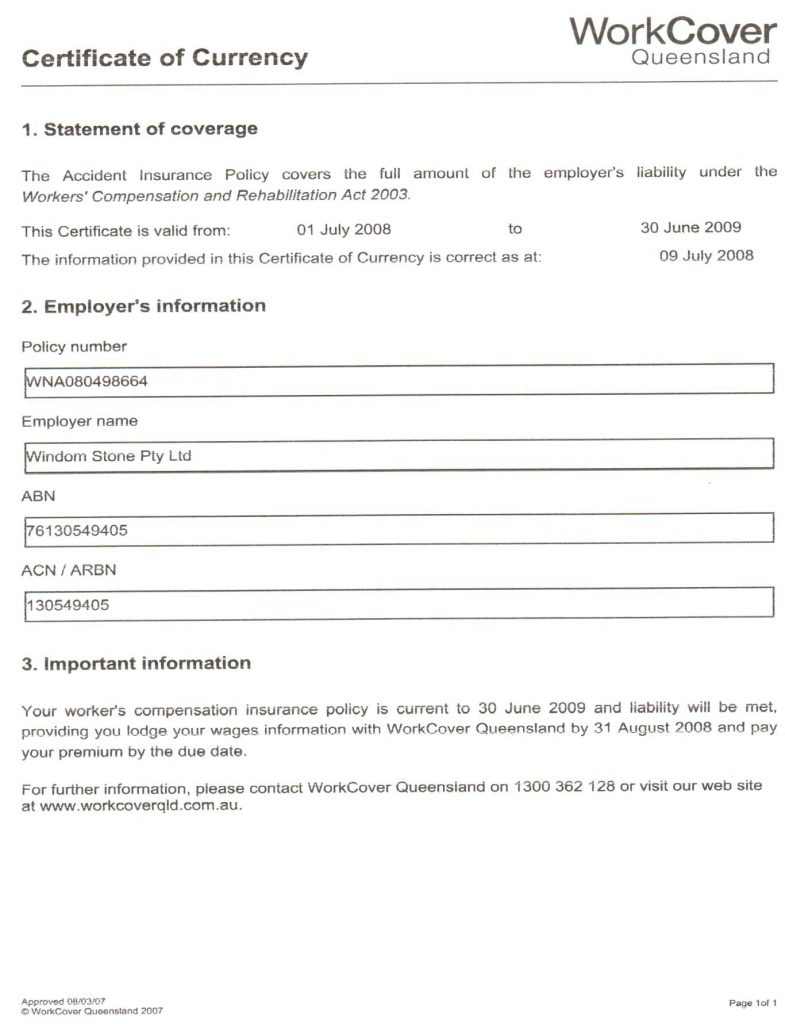 WorkCover
Queensland
Certificate of Currency
1. Statement of coverage
The Accident Insurance Policy covers the full amount of the employer's liability under the
Workers' Compensation and Rehabilitation Act 2003.
This Certificate is valid from: 01 July 2008 to 30 June 2009
The information provided in this Certificate of Currency is correct as at: 09 July 2008
2. Employer's information
Policy number
WNA080498664
Employer name
Windom Stone Pty Ltd
ABN
76130549405
ACN / ARBN
130549405
3. Important information
Your worker's compensation insurance policy is current to 30 June 2009 and liability will be met,
providing you lodge your wages information with WorkCover Queensland by 31 August 2008 and pay
your premium by the due date.
For further information, please contact WorkCover Queensland on 1300 362 128 or visit our web site
at www.workcoverqld.com.au.
Approved 08/03/07
© WorkCover Queensland 2007
Page 1of 1